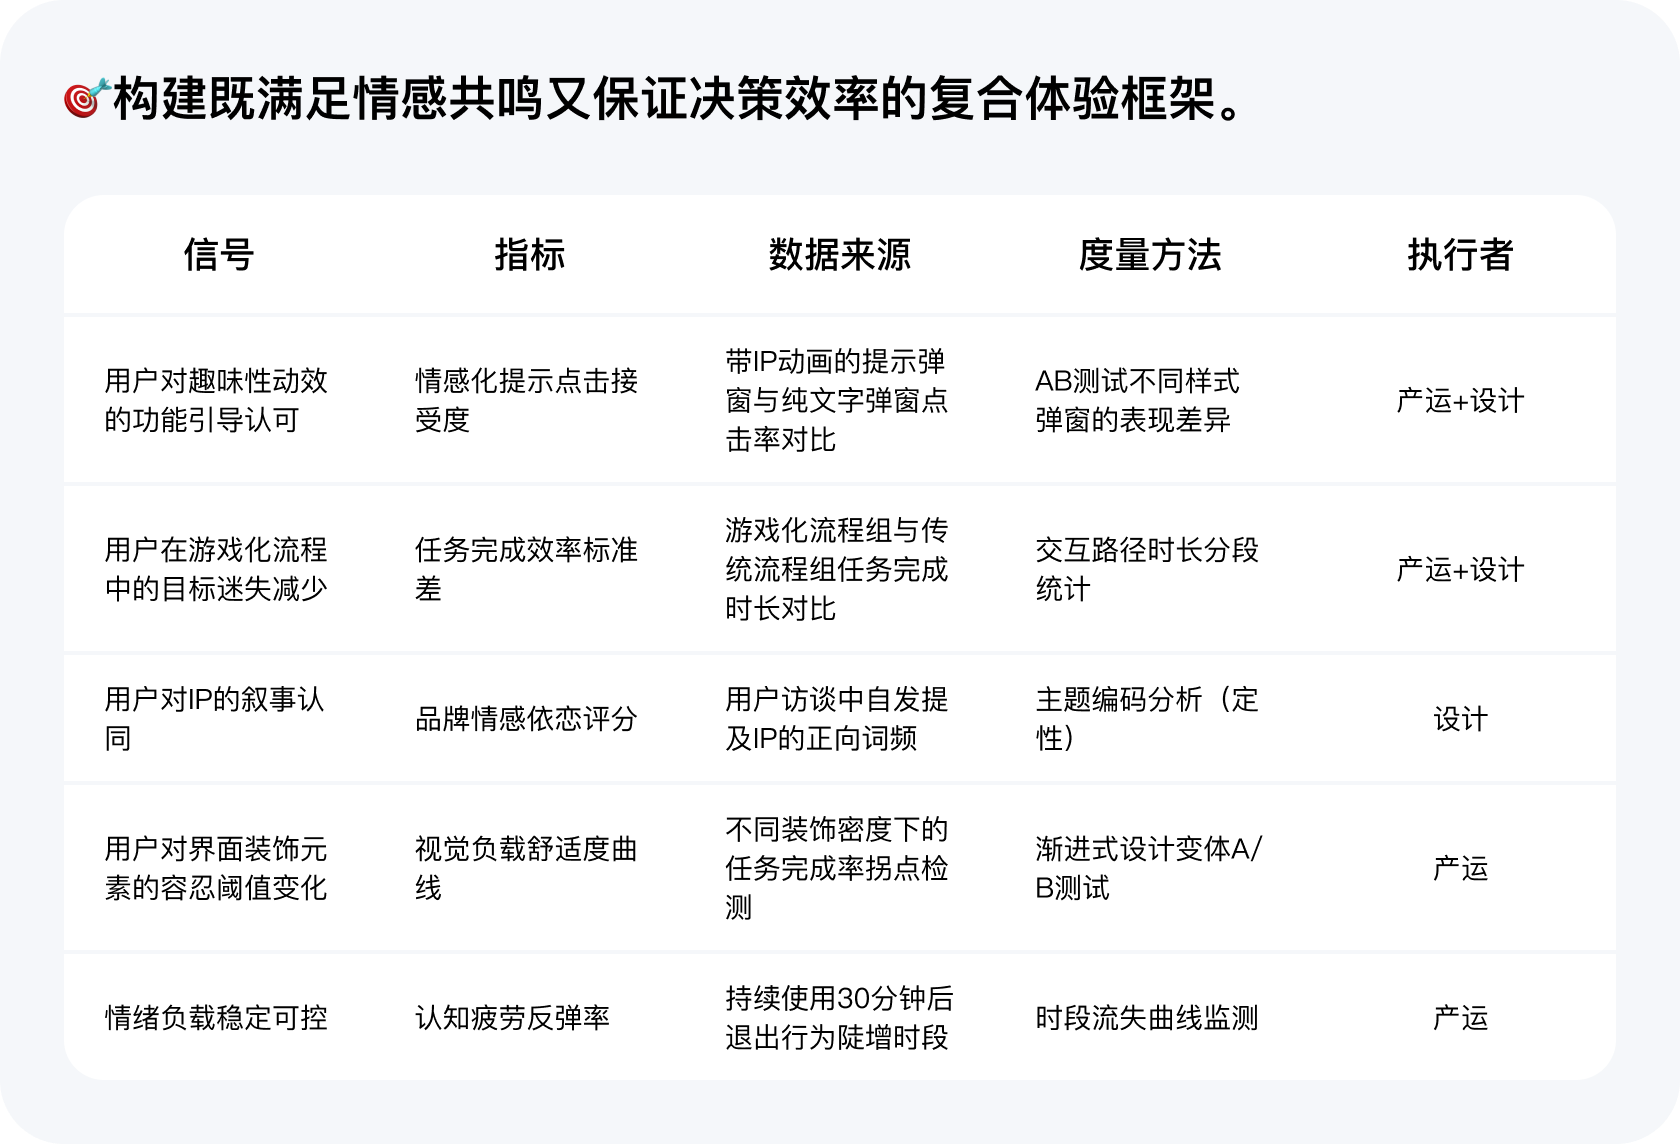 🎯构建既满足情感共鸣又保证决策效率的复合体验框架。
信号 指标 数据来源 度量方法 执行者
用户对趣味性动效
的功能引导认可
情感化提示点击接
受度
带IP动画的提示弹
窗与纯文字弹窗点
击率对比
AB测试不同样式
弹窗的表现差异
产运+设计
用户在游戏化流程
中的目标迷失减少
任务完成效率标准
差
游戏化流程组与传
统流程组任务完成
时长对比
交互路径时长分段
统计
产运+设计
用户对IP的叙事认
同
品牌情感依恋评分
用户访谈中自发提
及IP的正向词频
主题编码分析（定
性）
设计
用户对界面装饰元
素的容忍阈值变化
视觉负载舒适度曲
线
不同装饰密度下的
任务完成率拐点检
测
渐进式设计变体A/
B测试
产运
情绪负载稳定可控
认知疲劳反弹率
持续使用30分钟后
退出行为陡增时段
时段流失曲线监测
产运